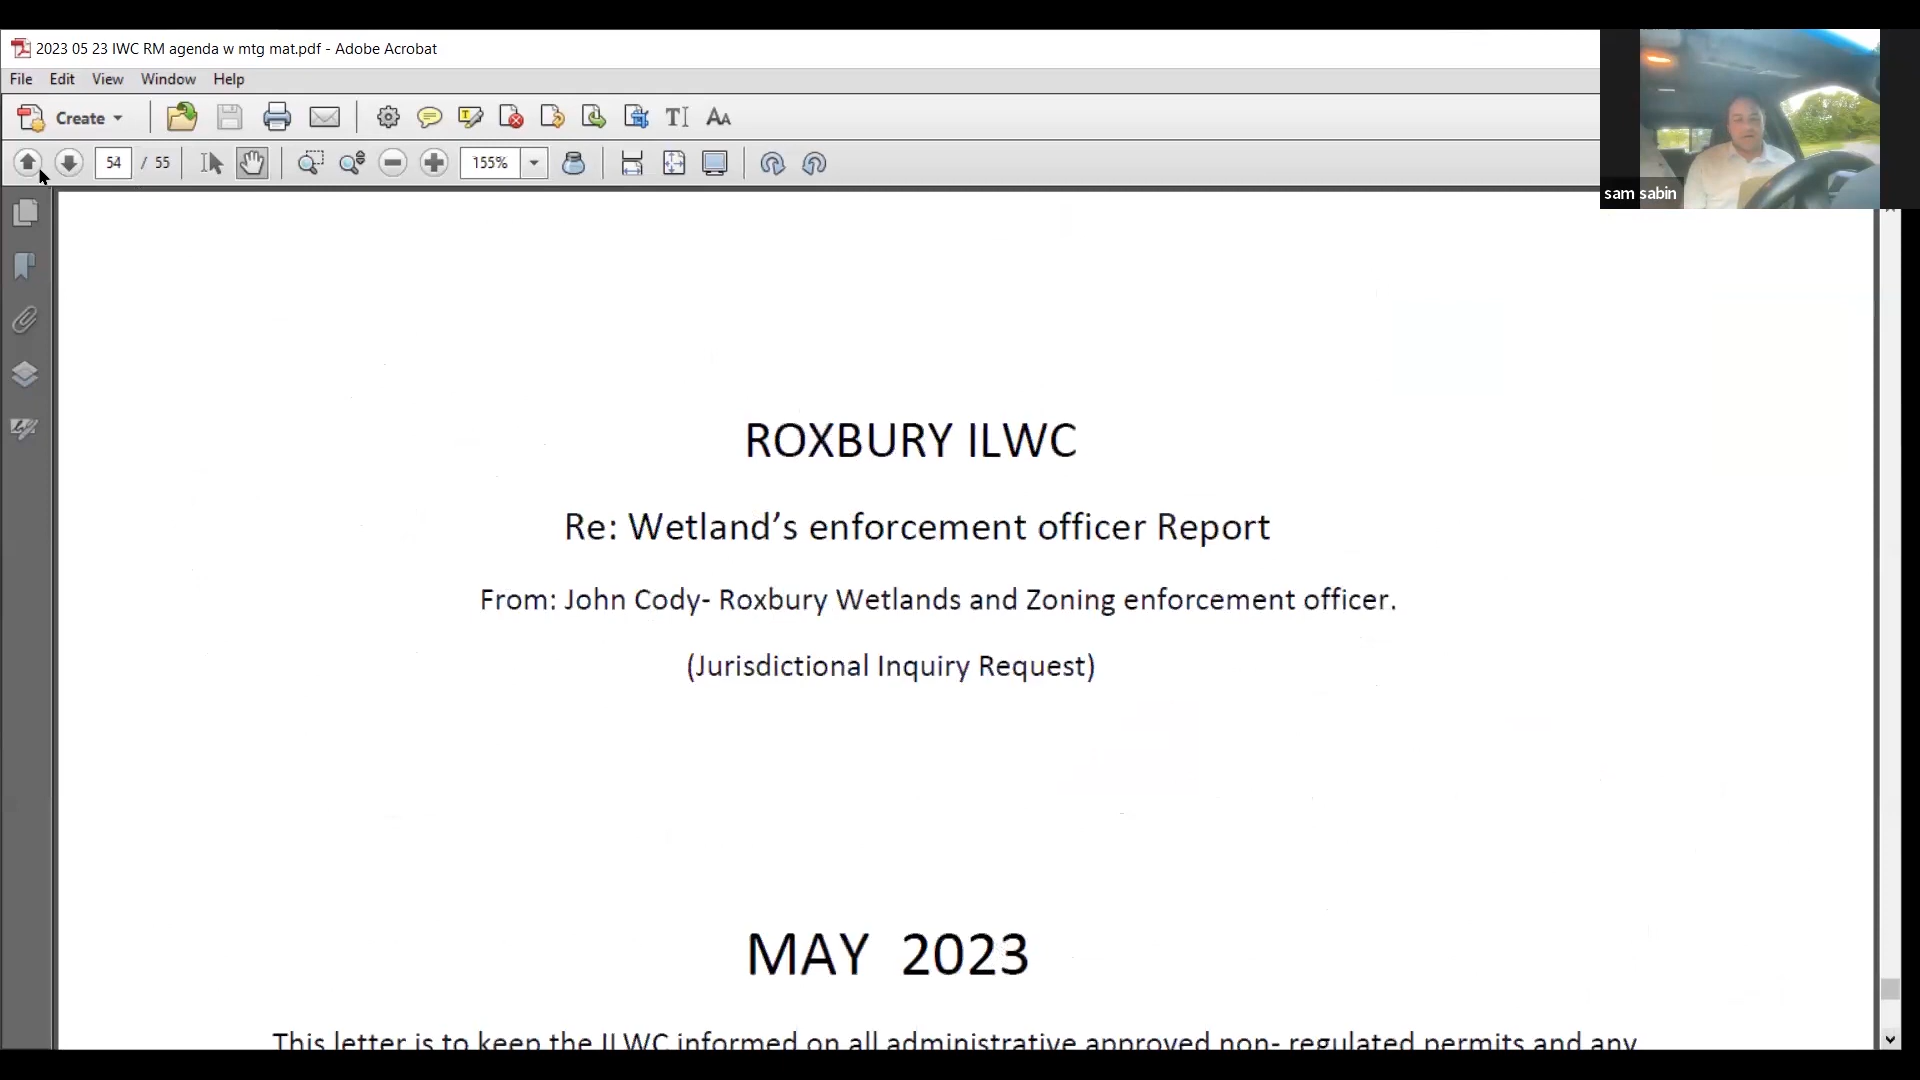 2023 05 23 IWC RM agenda w mtg mat.pdf - Adobe Acrobat
File Edit View Window Help
Create
54 / 55 155%
sam sabin
ROXBURY ILWC
Re: Wetland’s enforcement officer Report
From: John Cody- Roxbury Wetlands and Zoning enforcement officer.
(Jurisdictional Inquiry Request)
MAY 2023
This letter is to keep the ILWC informed on all administrative approved non- regulated permits and any